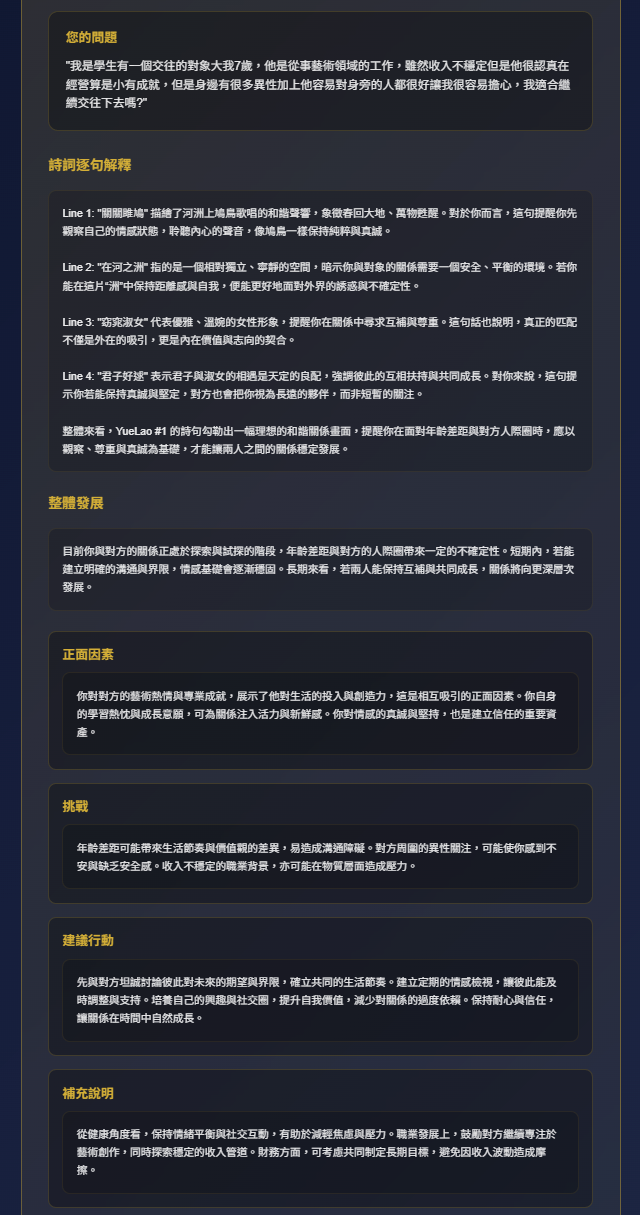 您的問題
"我是學生有一個交往的對象大我7歲，他是從事藝術領域的工作，雖然收入不穩定但是他很認真在
經營算是小有成就，但是身邊有很多異性加上他容易對身旁的人都很好讓我很容易擔心，我適合繼
續交往下去嗎?"
詩詞逐句解釋
Line 1: "關關雎鳩" 描繪了河洲上鳩鳥歌唱的和諧聲響，象徵春回大地、萬物甦醒。對於你而言，這句提醒你先
觀察自己的情感狀態，聆聽內心的聲音，像鳩鳥一樣保持純粹與真誠。
Line 2: "在河之洲" 指的是一個相對獨立、寧靜的空間，暗示你與對象的關係需要一個安全、平衡的環境。若你
能在這片"洲"中保持距離感與自我，便能更好地面對外界的誘惑與不確定性。
Line 3: "窈窕淑女" 代表優雅、溫婉的女性形象，提醒你在關係中尋求互補與尊重。這句話也說明，真正的匹配
不僅是外在的吸引，更是內在價值與志向的契合。
Line 4: "君子好逑" 表示君子與淑女的相遇是天定的良配，強調彼此的互相扶持與共同成長。對你來說，這句提
示你若能保持真誠與堅定，對方也會把你視為長遠的夥伴，而非短暫的關注。
整體來看，YueLao #1 的詩句勾勒出一幅理想的和諧關係畫面，提醒你在面對年齡差距與對方人際圈時，應以
觀察、尊重與真誠為基礎，才能讓兩人之間的關係穩定發展。
整體發展
目前你與對方的關係正處於探索與試探的階段，年齡差距與對方的人際圈帶來一定的不確定性。短期內，若能
建立明確的溝通與界限，情感基礎會逐漸穩固。長期來看，若兩人能保持互補與共同成長，關係將向更深層次
發展。
正面因素
你對對方的藝術熱情與專業成就，展示了他對生活的投入與創造力，這是相互吸引的正面因素。你自身
的學習熱忱與成長意願，可為關係注入活力與新鮮感。你對情感的真誠與堅持，也是建立信任的重要資
產。
挑戰
年齡差距可能帶來生活節奏與價值觀的差異，易造成溝通障礙。對方周圍的異性關注，可能使你感到不
安與缺乏安全感。收入不穩定的職業背景，亦可能在物質層面造成壓力。
建議行動
先與對方坦誠討論彼此對未來的期望與界限，確立共同的生活節奏。建立定期的情感檢視，讓彼此能及
時調整與支持。培養自己的興趣與社交圈，提升自我價值，減少對關係的過度依賴。保持耐心與信任，
讓關係在時間中自然成長。
補充說明
從健康角度看，保持情緒平衡與社交互動，有助於減輕焦慮與壓力。職業發展上，鼓勵對方繼續專注於
藝術創作，同時探索穩定的收入管道。財務方面，可考慮共同制定長期目標，避免因收入波動造成摩
擦。